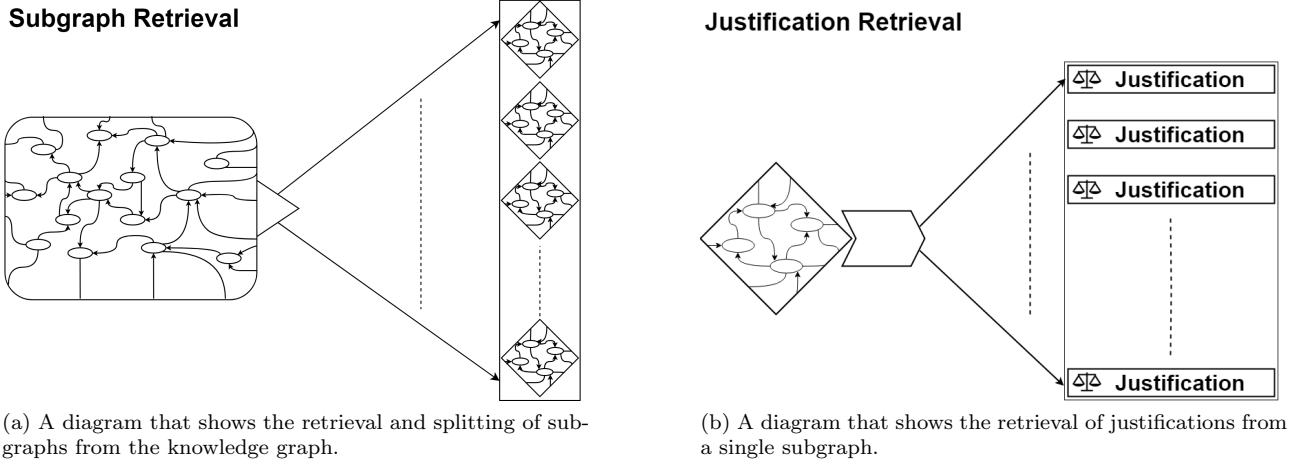 Subgraph Retrieval
(a) A diagram that shows the retrieval and splitting of sub-
graphs from the knowledge graph.
Justification Retrieval
Justification
Justification
Justification
Justification
(b) A diagram that shows the retrieval of justifications from
a single subgraph.